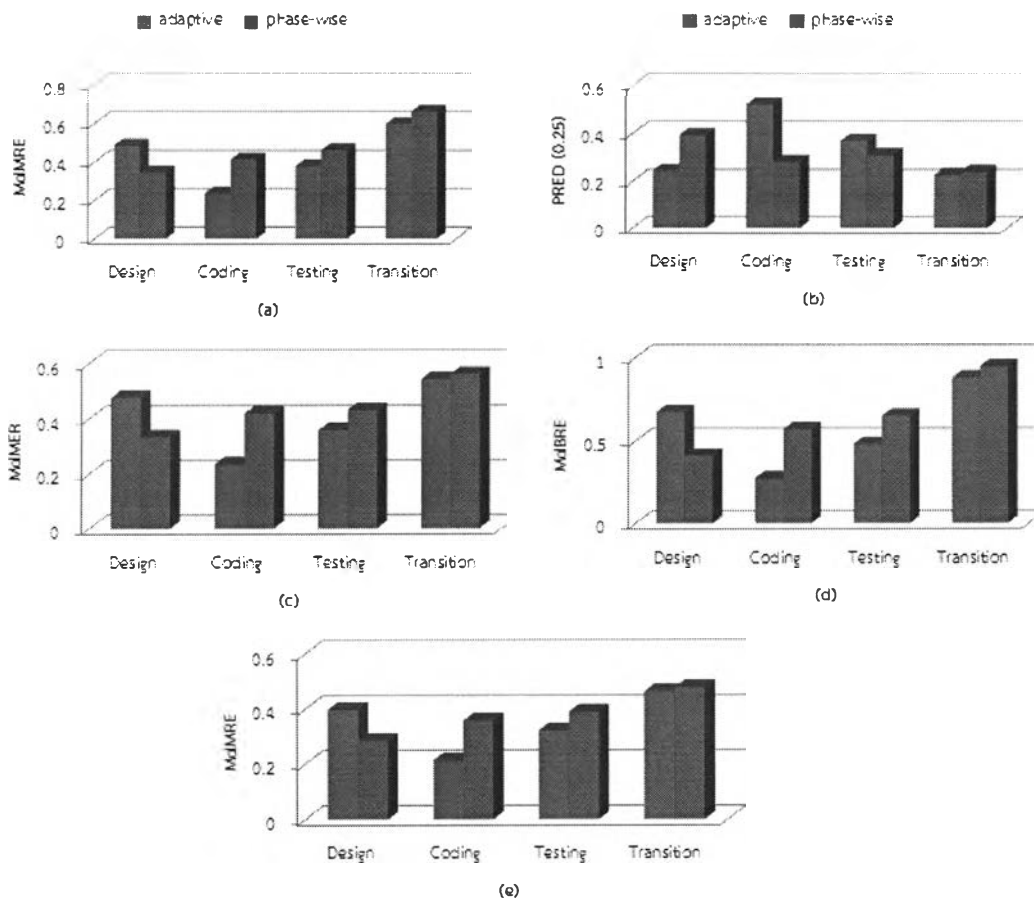 adaptive phase-wise
adaptive phase-wise
MdMRE
0.8
0.6
0.4
0.2
0
Design Coding Testing Transition
(a)
PRED (0.25)
0.6
0.4
0.2
0
Design Coding Testing Transition
(b)
MdMER
0.6
0.4
0.2
0
Design Coding Testing Transition
(c)
MdBRE
1
0.5
0
Design Coding Testing Transition
(d)
MdMRE
0.6
0.4
0.2
0
Design Coding Testing Transition
(e)